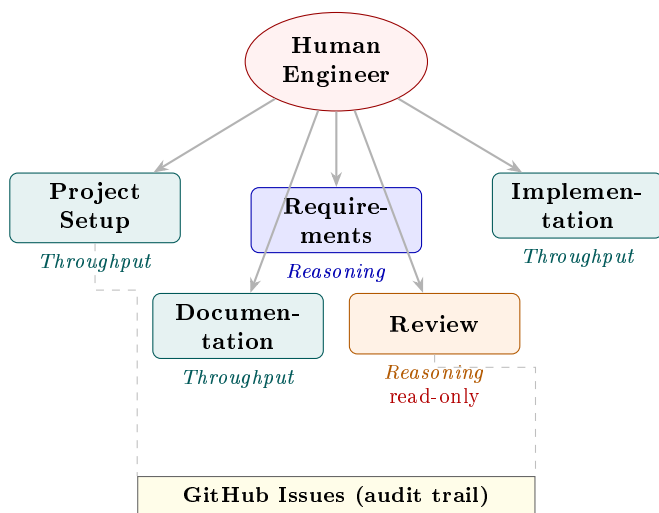 Human
Engineer
Project
Setup
Throughput
Require-
ments
Reasoning
Implemen-
tation
Throughput
Documen-
tation
Throughput
Review
Reasoning
read-only
GitHub Issues (audit trail)